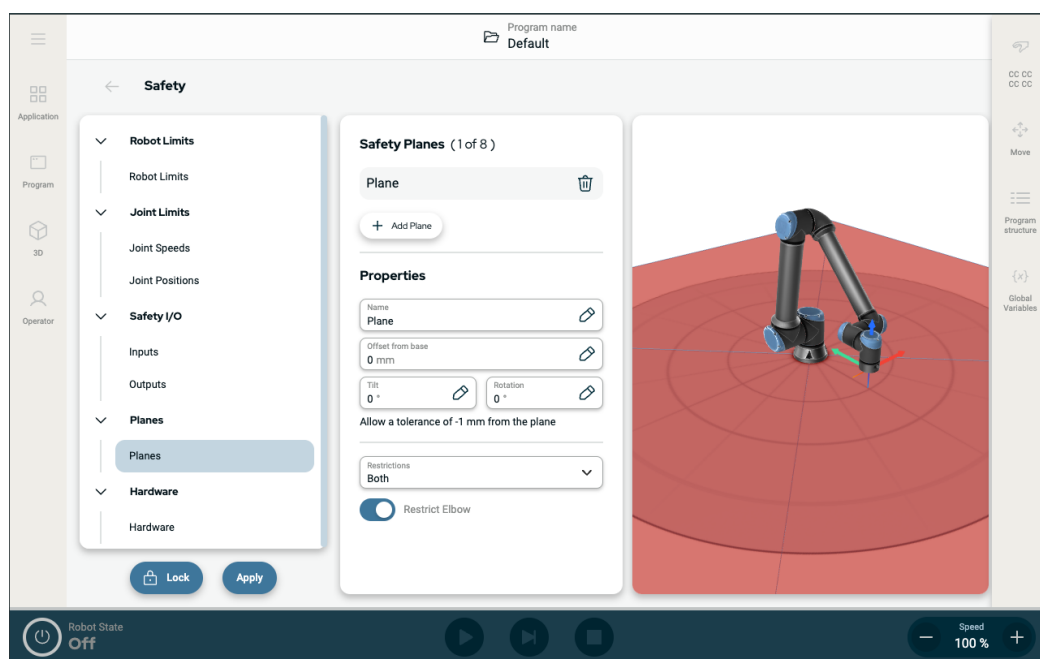 Program name
Default
Safety
Application
Program
3D
Operator
Robot Limits
Robot Limits
Joint Limits
Joint Speeds
Joint Positions
Safety I/O
Inputs
Outputs
Planes
Planes
Hardware
Hardware
Lock
Apply
Safety Planes (1 of 8)
Plane
+ Add Plane
Properties
Name
Plane
Offset from base
0 mm
Tilt
0 °
Rotation
0 °
Allow a tolerance of -1 mm from the plane
Restrictions
Both
Restrict Elbow
CC CC
CC CC
Move
Program
structure
{x}
Global
Variables
Robot State
Off
Speed
100 %